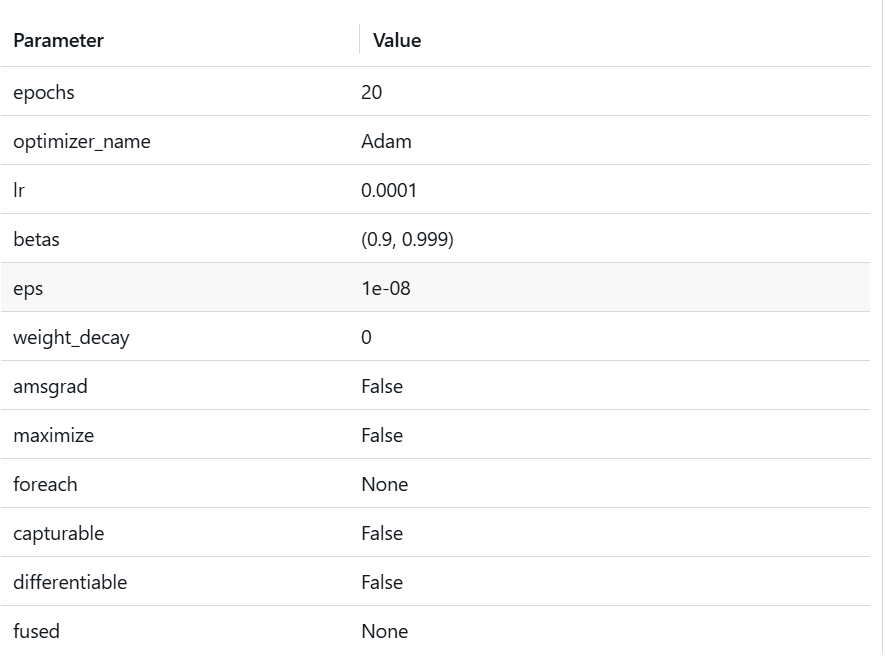 Parameter Value
epochs 20
optimizer_name Adam
lr 0.0001
betas (0.9, 0.999)
eps 1e-08
weight_decay 0
amsgrad False
maximize False
foreach None
capturable False
differentiable False
fused None